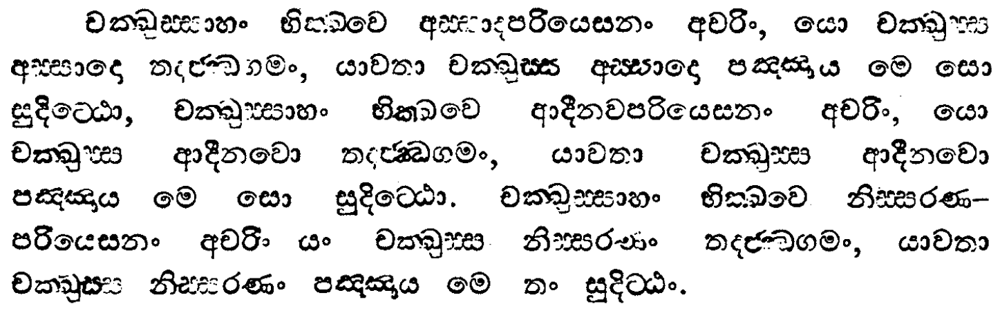 චක්ඛුස්සාහං භික්ඛවෙ අස්සාදපරියෙසනං අචරිං, යො චක්ඛුස්ස
අස්සාදො තදජ්ඣගමං, යාවතා චක්ඛුස්ස අස්සාදො පඤ්ඤාය මෙ සො
සුදිට්ඨො, චක්ඛුස්සාහං භික්ඛවෙ ආදීනවපරියෙසනං අචරිං, යො
චක්ඛුස්ස ආදීනවො තදජ්ඣගමං, යාවතා චක්ඛුස්ස ආදීනවො
පඤ්ඤාය මෙ සො සුදිට්ඨො. චක්ඛුස්සාහං භික්ඛවෙ නිස්සරණ–
පරියෙසනං අචරිං යං චක්ඛුස්ස නිස්සරණං තදජ්ඣගමං, යාවතා
චක්ඛුස්ස නිස්සරණං පඤ්ඤාය මෙ තං සුදිට්ඨං.